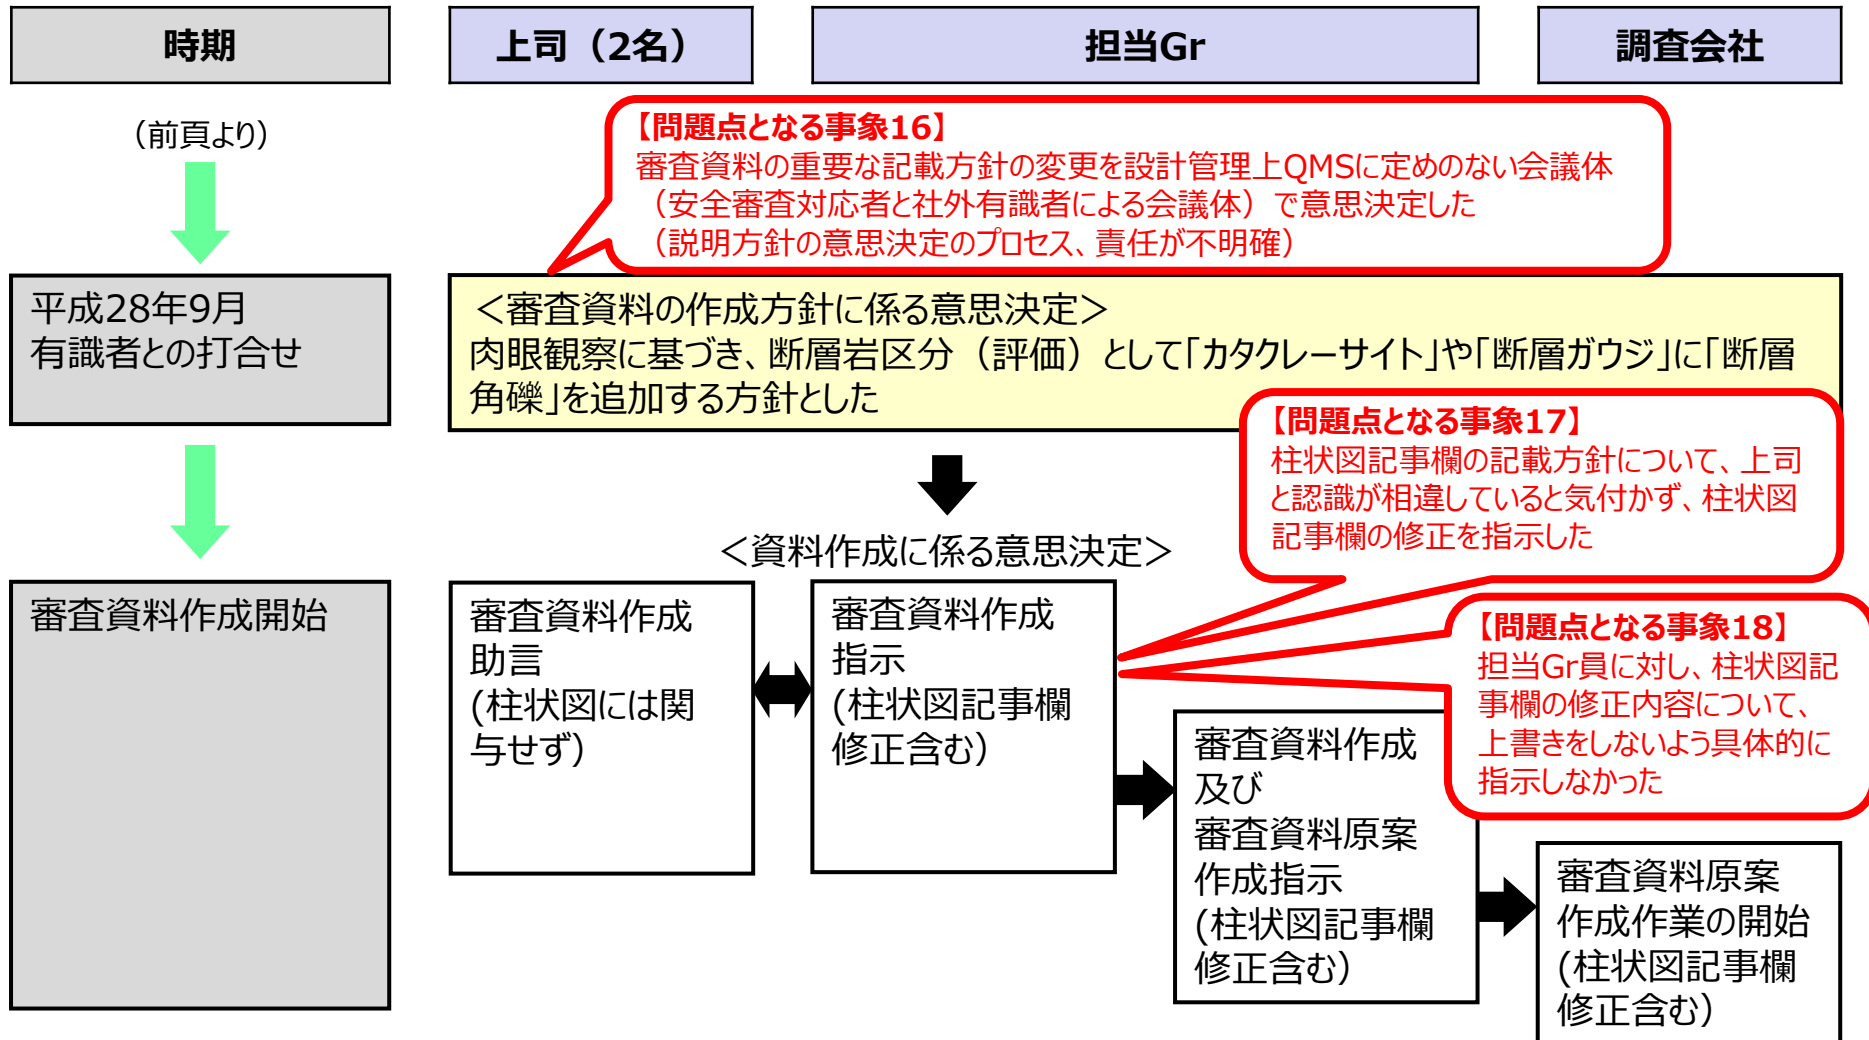 時期
上司（2名）
担当Gr
調査会社
（前頁より）
【問題点となる事象16】
審査資料の重要な記載方針の変更を設計管理上QMSに定めのない会議体
（安全審査対応者と社外有識者による会議体）で意思決定した
（説明方針の意思決定のプロセス、責任が不明確）
平成28年9月
有識者との打合せ
＜審査資料の作成方針に係る意思決定＞
肉眼観察に基づき、断層岩区分（評価）として「カタクレーサイト」や「断層ガウジ」に「断層
角礫」を追加する方針とした
【問題点となる事象17】
柱状図記事欄の記載方針について、上司
と認識が相違していると気付かず、柱状図
記事欄の修正を指示した
＜資料作成に係る意思決定＞
審査資料作成開始
審査資料作成
助言
(柱状図には関
与せず）
審査資料作成
指示
(柱状図記事欄
修正含む）
【問題点となる事象18】
担当Gr員に対し、柱状図記
事欄の修正内容について、
上書きをしないよう具体的に
指示しなかった
審査資料作成
及び
審査資料原案
作成指示
(柱状図記事欄
修正含む）
審査資料原案
作成作業の開始
(柱状図記事欄
修正含む）